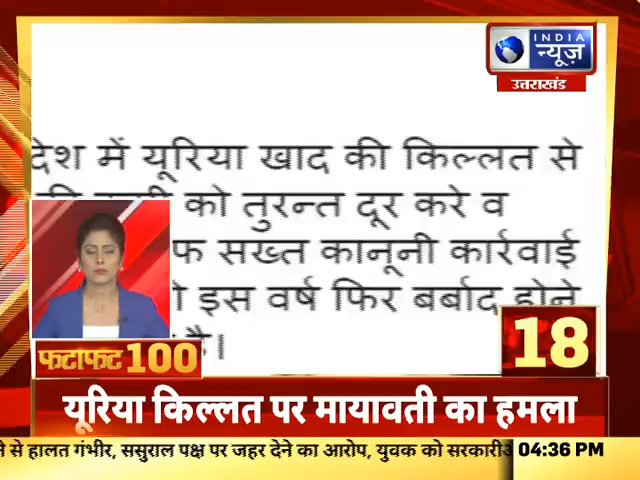 INDIA
न्यूज़
उत्तराखंड
देश में यूरिया खाद की किल्लत से
को तुरन्त दूर करे व
सख्त कानूनी कार्रवाई
इस वर्ष फिर बर्बाद होने
है।
फटाफट 100
18
यूरिया किल्लत पर मायावती का हमला
से हालत गंभीर, ससुराल पक्ष पर जहर देने का आरोप, युवक को सरकारी
04:36 PM